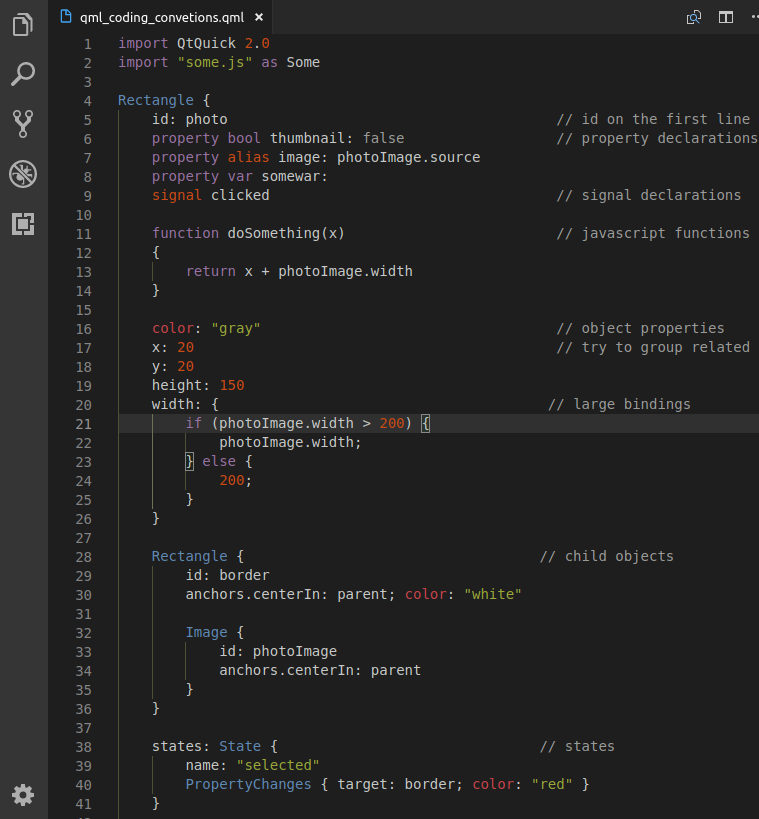 qml_coding_convetions.qml ×
1 import QtQuick 2.0
2 import "some.js" as Some
3
4 Rectangle {
5     id: photo                                       // id on the first line
6     property bool thumbnail: false                  // property declarations
7     property alias image: photoImage.source
8     property var somewar:
9     signal clicked                                  // signal declarations
10
11     function doSomething(x)                         // javascript functions
12     {
13         return x + photoImage.width
14     }
15
16     color: "gray"                                   // object properties
17     x: 20                                           // try to group related
18     y: 20
19     height: 150
20     width: {                                       // large bindings
21         if (photoImage.width > 200) {
22             photoImage.width;
23         } else {
24             200;
25         }
26     }
27
28     Rectangle {                                   // child objects
29         id: border
30         anchors.centerIn: parent; color: "white"
31
32         Image {
33             id: photoImage
34             anchors.centerIn: parent
35         }
36     }
37
38     states: State {                               // states
39         name: "selected"
40         PropertyChanges { target: border; color: "red" }
41     }